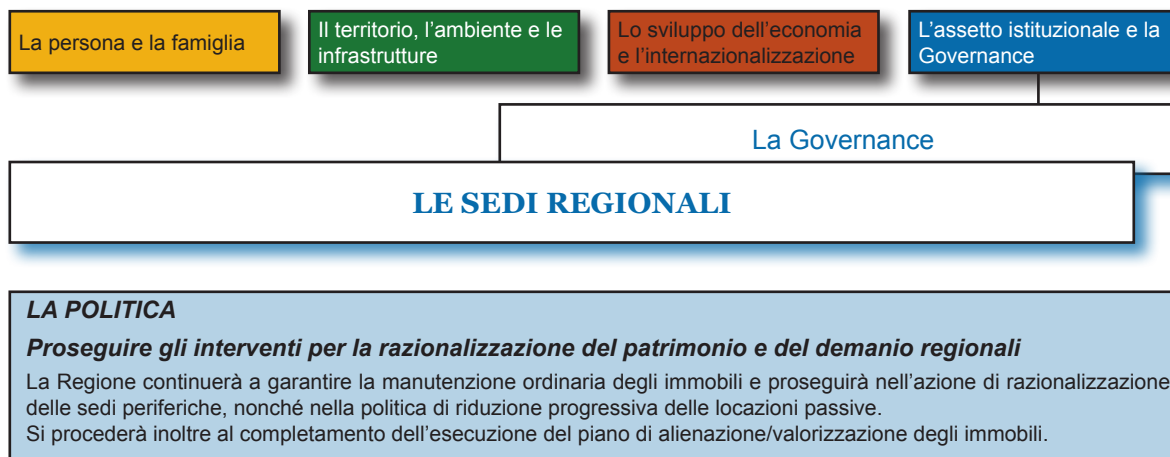 La persona e la famiglia
Il territorio, l'ambiente e le
infrastrutture
Lo sviluppo dell'economia
e l'internazionalizzazione
L'assetto istituzionale e la
Governance
La Governance
LE SEDI REGIONALI
LA POLITICA
Proseguire gli interventi per la razionalizzazione del patrimonio e del demanio regionali
La Regione continuerà a garantire la manutenzione ordinaria degli immobili e proseguirà nell'azione di razionalizzazione
delle sedi periferiche, nonché nella politica di riduzione progressiva delle locazioni passive.
Si procederà inoltre al completamento dell'esecuzione del piano di alienazione/valorizzazione degli immobili.